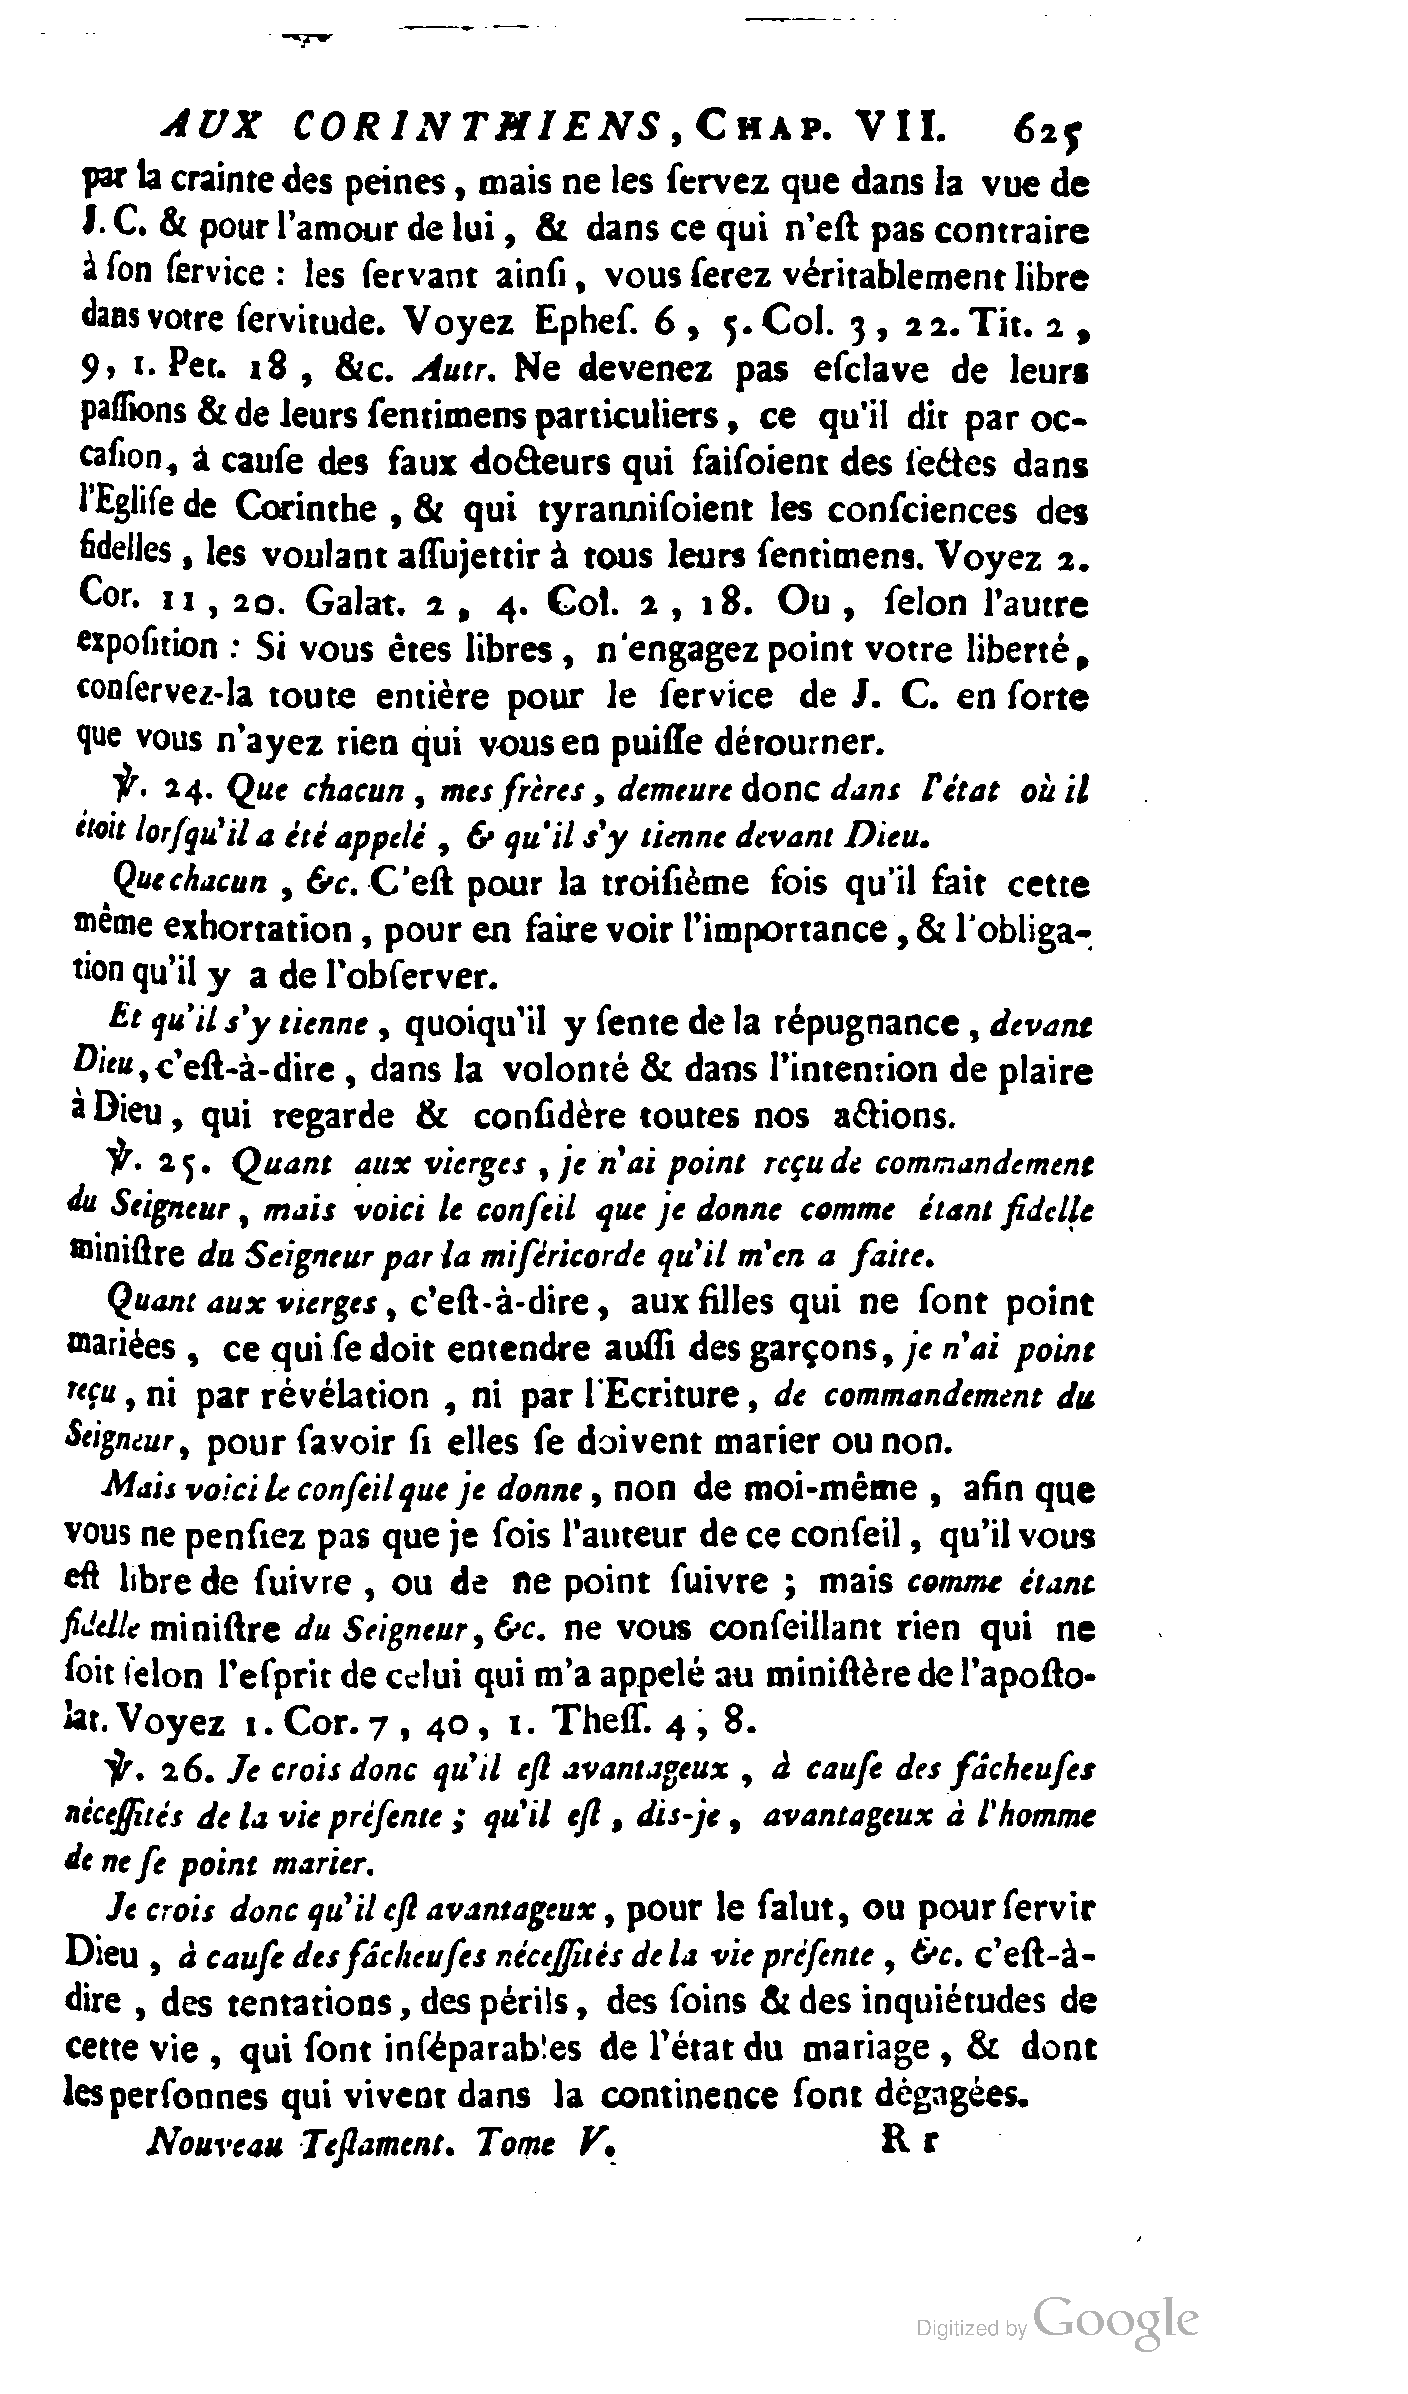 AUX CORINTHIENS, CHAP. VII. 625
par la crainte des peines, mais ne les ſervez que dans la vue de
J. C. & pour l'amour de lui, & dans ce qui n'eſt pas contraire
à ſon ſervice : les ſervant ainſi, vous ſerez véritablement libre
dans votre ſervitude. Voyez Epheſ. 6, 5. Col. 3, 22. Tit. 2,
9, 1. Pet. 18, &c. Autr. Ne devenez pas eſclave de leurs
paſſions & de leurs ſentimens particuliers, ce qu'il dit par oc-
caſion, à cauſe des faux docteurs qui faiſoient des ſectes dans
l'Egliſe de Corinthe, & qui tyranniſoient les conſciences des
fidelles, les voulant aſſujettir à tous leurs ſentimens. Voyez 2.
Cor. 11, 20. Galat. 2, 4. Col. 2, 18. Ou, ſelon l'autre
expoſition : Si vous êtes libres, n'engagez point votre liberté,
conſervez-la toute entière pour le ſervice de J. C. en ſorte
que vous n'ayez rien qui vous en puiſſe détourner.
℣. 24. Que chacun, mes frères, demeure donc dans l'état où il
étoit lorſqu'il a été appelé, & qu'il s'y tienne devant Dieu.
Que chacun, &c. C'eſt pour la troiſième fois qu'il fait cette
même exhortation, pour en faire voir l'importance, & l'obliga-
tion qu'il y a de l'obſerver.
Et qu'il s'y tienne, quoiqu'il y ſente de la répugnance, devant
Dieu, c'eſt-à-dire, dans la volonté & dans l'intention de plaire
à Dieu, qui regarde & conſidère toutes nos actions.
℣. 25. Quant aux vierges, je n'ai point reçu de commandement
du Seigneur, mais voici le conſeil que je donne comme étant fidelle
miniſtre du Seigneur par la miſéricorde qu'il m'en a faite.
Quant aux vierges, c'eſt-à-dire, aux filles qui ne ſont point
mariées, ce qui ſe doit entendre auſſi des garçons, je n'ai point
reçu, ni par révélation, ni par l'Ecriture, de commandement du
Seigneur, pour ſavoir ſi elles ſe doivent marier ou non.
Mais voici le conſeil que je donne, non de moi-même, afin que
vous ne penſiez pas que je ſois l'auteur de ce conſeil, qu'il vous
eſt libre de ſuivre, ou de ne point ſuivre ; mais comme étant
fidelle miniſtre du Seigneur, &c. ne vous conſeillant rien qui ne
ſoit ſelon l'eſprit de celui qui m'a appelé au miniſtère de l'apoſto-
lat. Voyez 1. Cor. 7, 40, 1. Theſſ. 4, 8.
℣. 26. Je crois donc qu'il eſt avantageux, à cauſe des fâcheuſes
néceſſités de la vie préſente ; qu'il eſt, dis-je, avantageux à l'homme
de ne ſe point marier.
Je crois donc qu'il eſt avantageux, pour le ſalut, ou pour ſervir
Dieu, à cauſe des fâcheuſes néceſſités de la vie préſente, &c. c'eſt-à-
dire, des tentations, des périls, des ſoins & des inquiétudes de
cette vie, qui ſont inſéparables de l'état du mariage, & dont
les perſonnes qui vivent dans la continence ſont dégagées.
Nouveau Teſtament. Tome V. R r
Digitized by Google